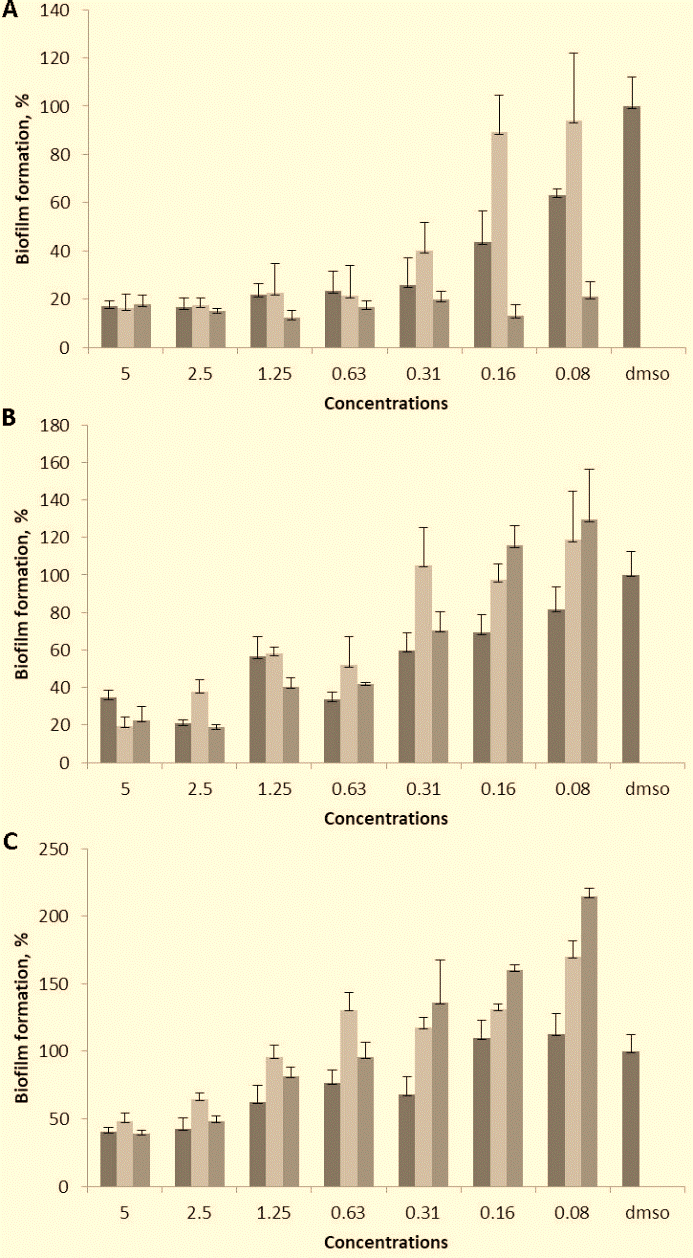 A
140
120
100
80
60
40
20
0
Biofilm formation, %
5 2.5 1.25 0.63 0.31 0.16 0.08 dmso
Concentrations
B
180
160
140
120
100
80
60
40
20
0
Biofilm formation, %
5 2.5 1.25 0.63 0.31 0.16 0.08 dmso
Concentrations
C
250
200
150
100
50
0
Biofilm formation, %
5 2.5 1.25 0.63 0.31 0.16 0.08 dmso
Concentrations